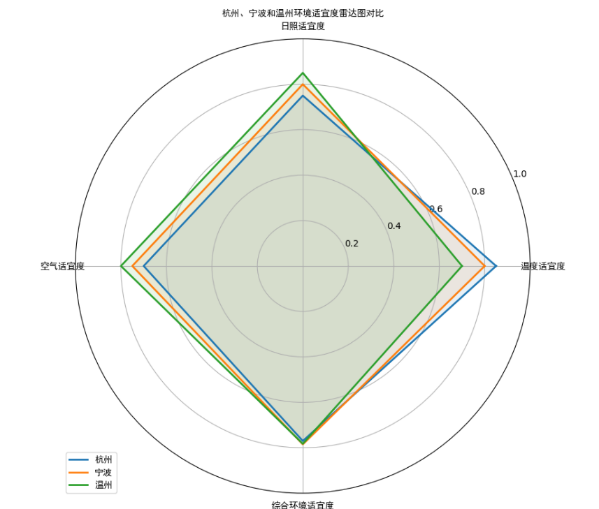 杭州、宁波和温州环境适宜度雷达图对比
日照适宜度
1.0
0.8
0.6
0.4
0.2
空气适宜度
温度适宜度
杭州
宁波
温州
综合环境适宜度